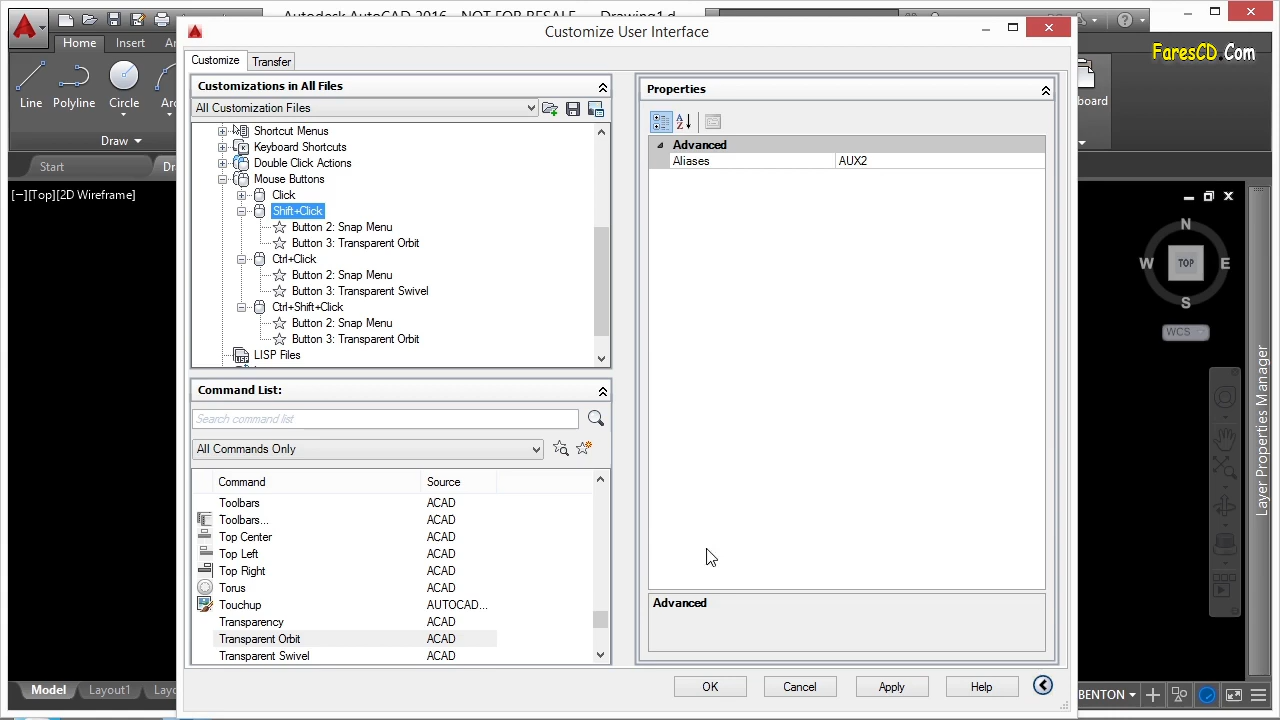 Autodesk AutoCAD 2016 - NOT FOR RESALE
Drawing1.d
Customize User Interface
Home
Insert
FaresCD.Com
Line
Polyline
Circle
Draw
Start
[−][Top][2D Wireframe]
Customize
Transfer
Customizations in All Files
All Customization Files
Shortcut Menus
Keyboard Shortcuts
Double Click Actions
Mouse Buttons
Click
Shift+Click
Button 2: Snap Menu
Button 3: Transparent Orbit
Ctrl+Click
Button 2: Snap Menu
Button 3: Transparent Swivel
Ctrl+Shift+Click
Button 2: Snap Menu
Button 3: Transparent Orbit
LISP Files
Command List:
Search command list
All Commands Only
Command Source
Toolbars ACAD
Toolbars... ACAD
Top Center ACAD
Top Left ACAD
Top Right ACAD
Torus ACAD
Touchup AUTOCAD...
Transparency ACAD
Transparent Orbit ACAD
Transparent Swivel ACAD
Properties
Advanced
Aliases AUX2
Advanced
OK
Cancel
Apply
Help
N
W TOP E
S
WCS
Layer Properties Manager
Model
Layout1
BENTON